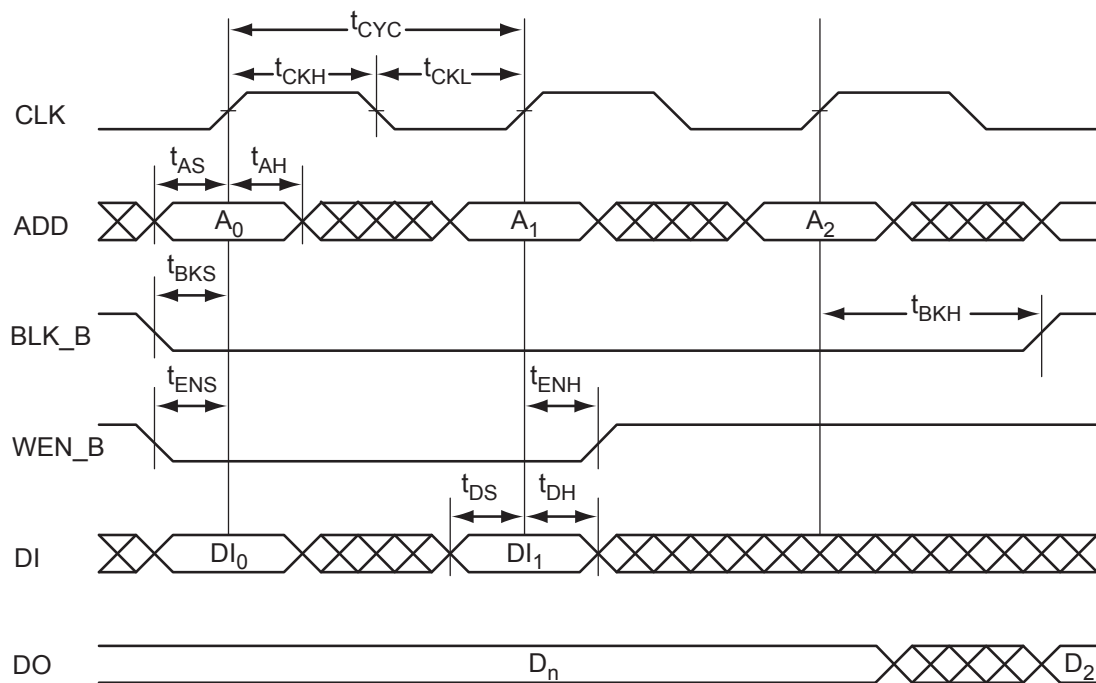 tCYC
tCKH tCKL
CLK
tAS tAH
ADD A0 A1 A2
tBKS
BLK_B tBKH
tENS tENH
WEN_B
tDS tDH
DI DI0 DI1
DO Dn D2